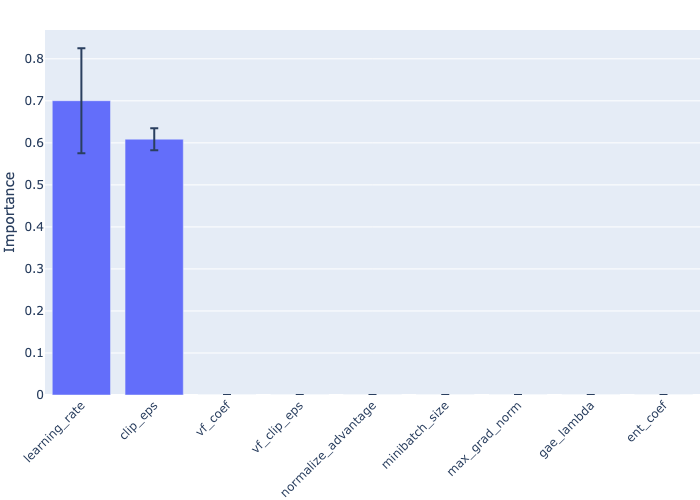 Importance
0.8
0.7
0.6
0.5
0.4
0.3
0.2
0.1
0
learning_rate
clip_eps
vf_coef
vf_clip_eps
normalize_advantage
minibatch_size
max_grad_norm
gae_lambda
ent_coef